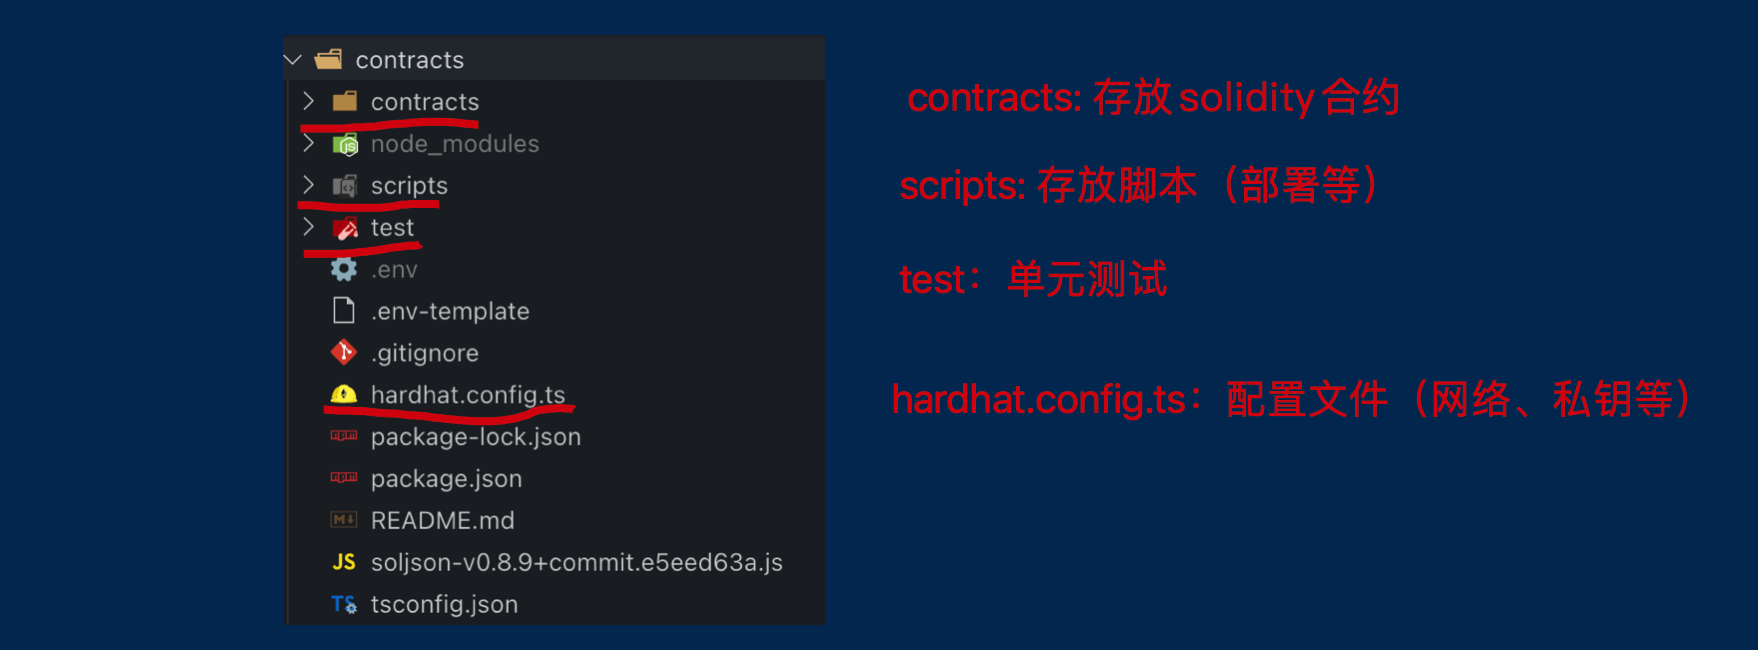 contracts
contracts
node_modules
scripts
test
.env
.env-template
.gitignore
hardhat.config.ts
package-lock.json
package.json
README.md
soljson-v0.8.9+commit.e5eed63a.js
tsconfig.json
contracts: 存放solidity合约
scripts: 存放脚本（部署等）
test：单元测试
hardhat.config.ts：配置文件（网络、私钥等）